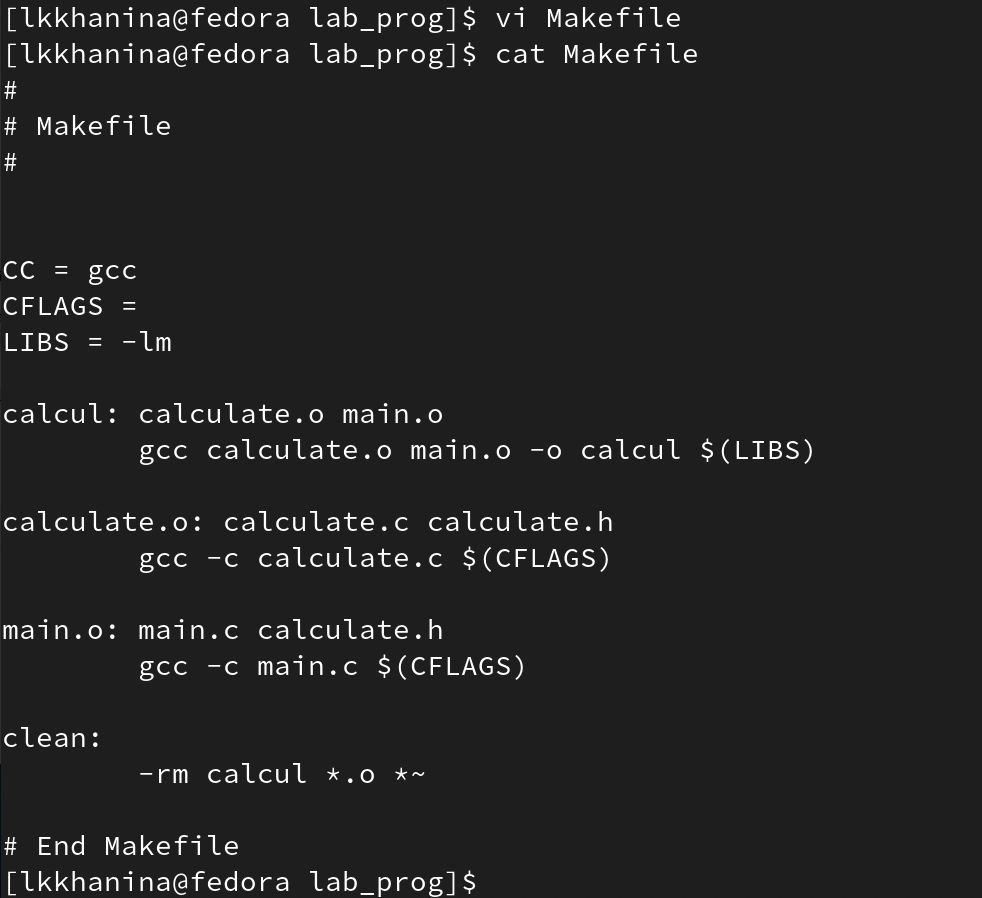 [lkkhanina@fedora lab_prog]$ vi Makefile
[lkkhanina@fedora lab_prog]$ cat Makefile
#
# Makefile
#
CC = gcc
CFLAGS =
LIBS = -lm
calcul: calculate.o main.o
        gcc calculate.o main.o -o calcul $(LIBS)
calculate.o: calculate.c calculate.h
        gcc -c calculate.c $(CFLAGS)
main.o: main.c calculate.h
        gcc -c main.c $(CFLAGS)
clean:
        -rm calcul *.o *~
# End Makefile
[lkkhanina@fedora lab_prog]$